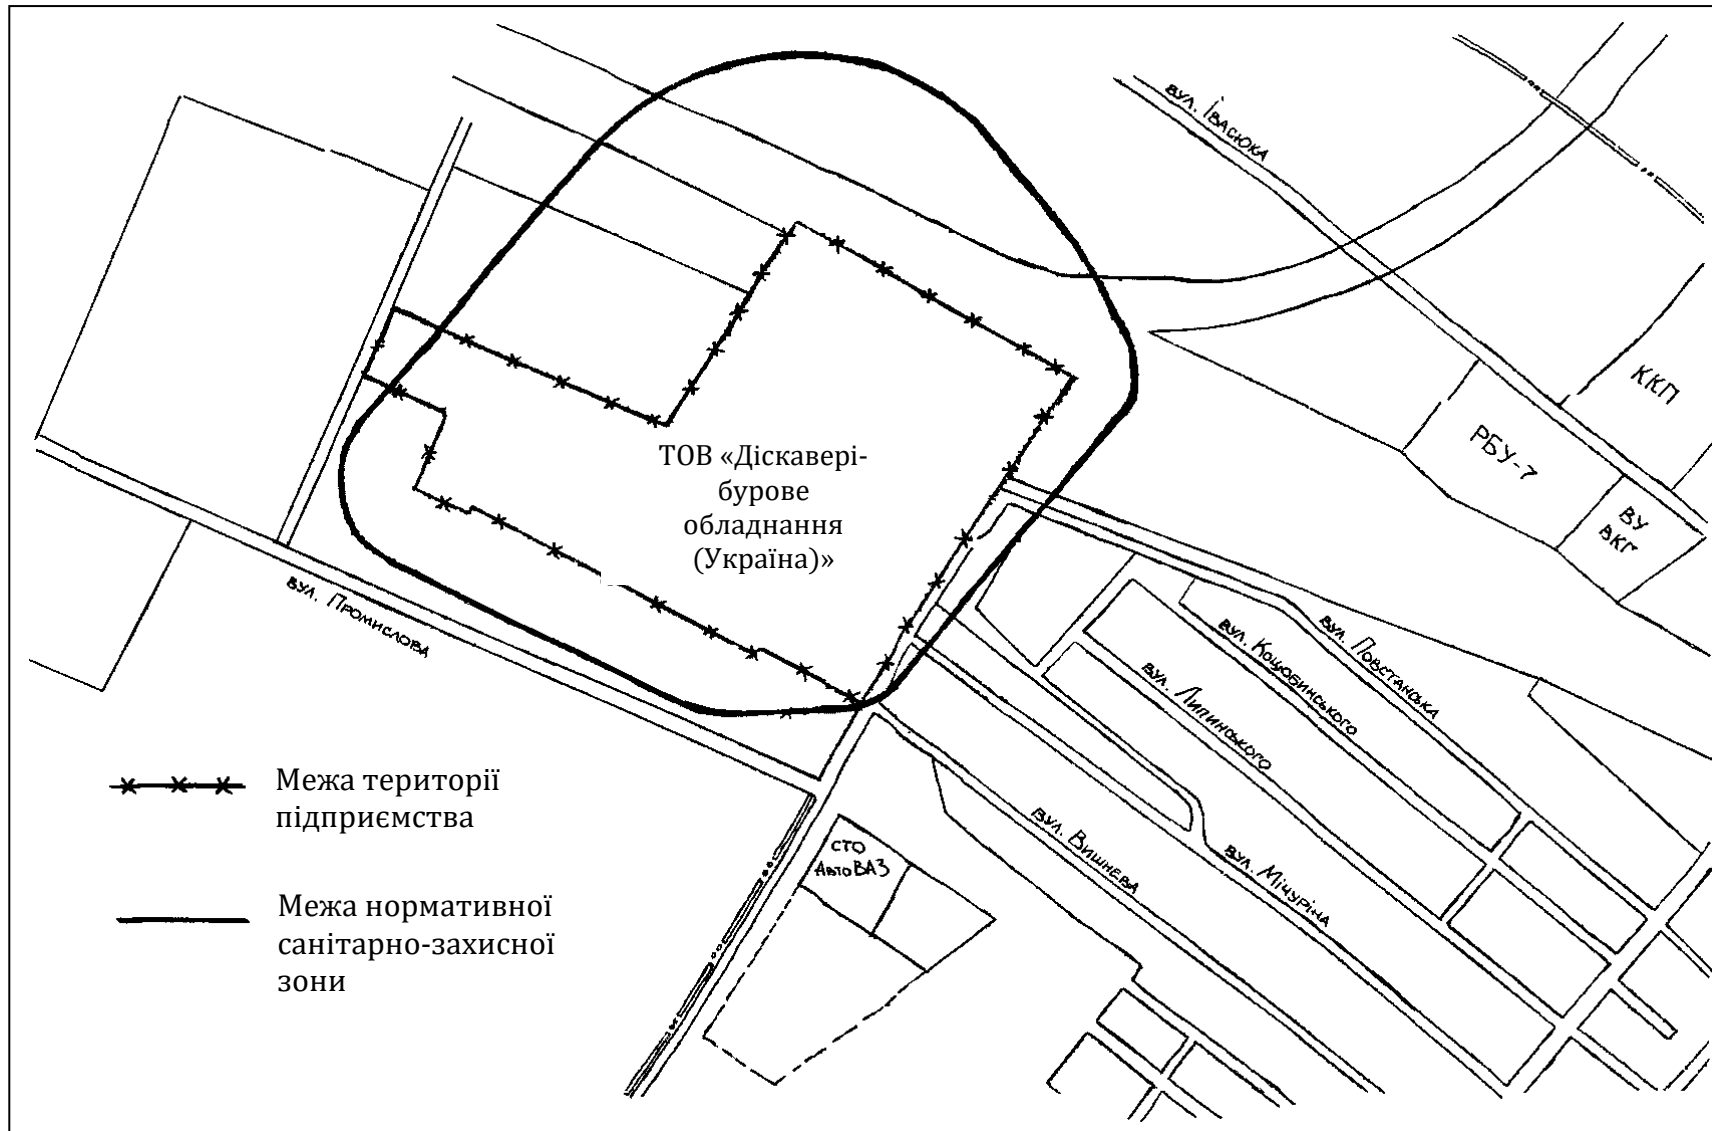 вул. Івасюка
ККП
РБУ-7
ВУ
ВКГ
ТОВ «Діскавері-
бурове
обладнання
(Україна)»
вул. Промислова
вул. Повстанська
вул. Коцюбинського
вул. Липинського
Межа території
підприємства
СТО
АвтоВАЗ
вул. Вишнева
вул. Мічуріна
Межа нормативної
санітарно-захисної
зони